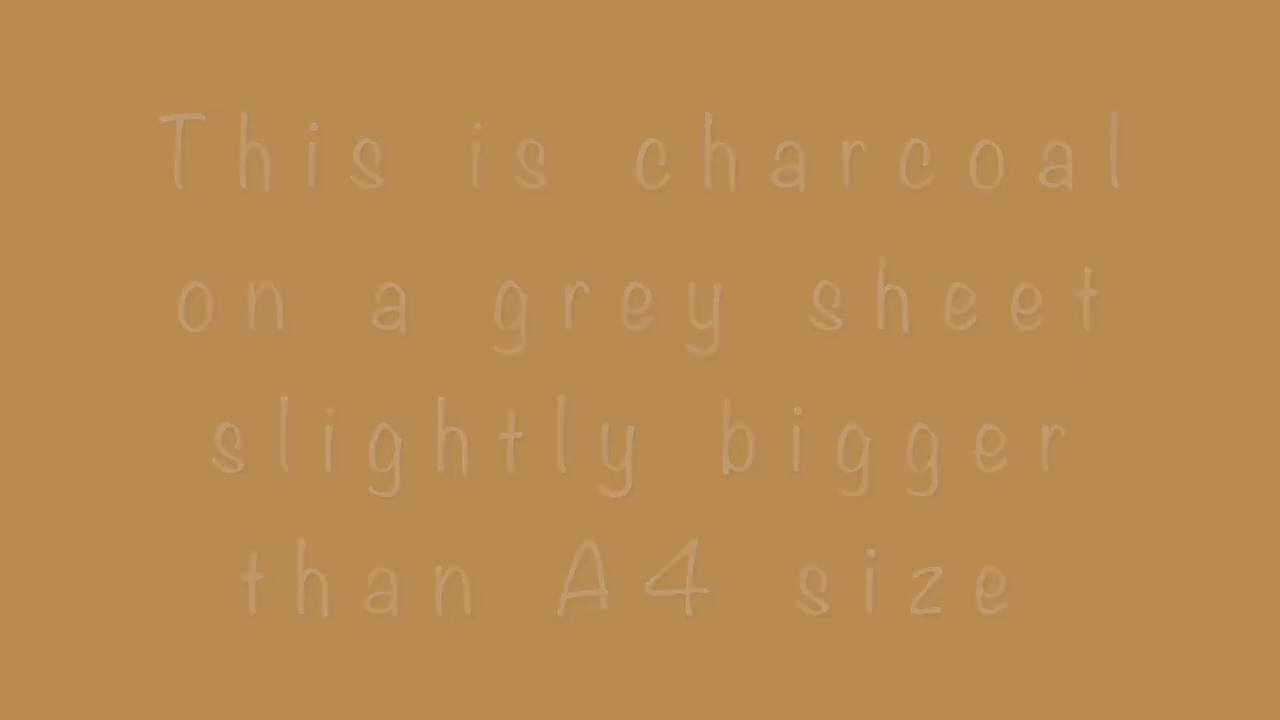 This is charcoal
on a grey sheet
slightly bigger
than A4 size